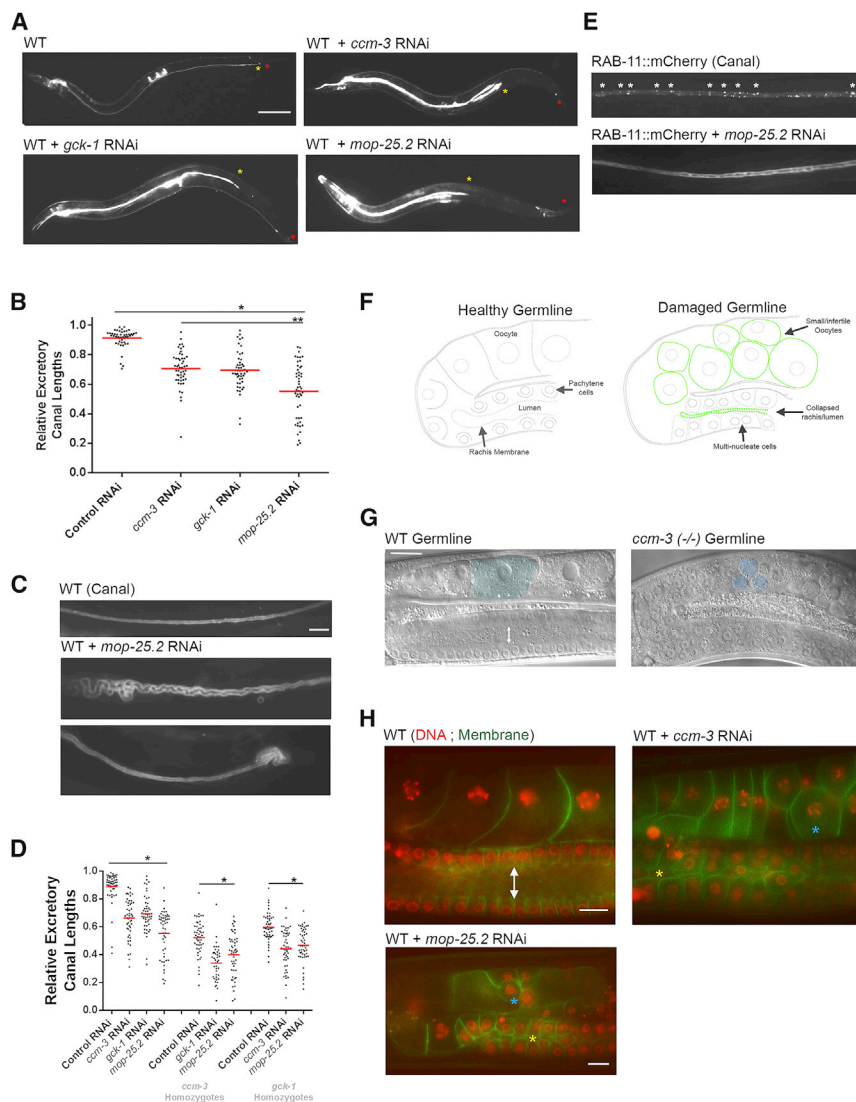 A
WT
WT + ccm-3 RNAi
WT + gck-1 RNAi
WT + mop-25.2 RNAi
E
RAB-11::mCherry (Canal)
RAB-11::mCherry + mop-25.2 RNAi
B
Relative Excretory
Canal Lengths
*
**
1.0
0.8
0.6
0.4
0.2
0.0
Control RNAi
ccm-3 RNAi
gck-1 RNAi
mop-25.2 RNAi
F
Healthy Germline
Oocyte
Pachytene
cells
Lumen
Rachis Membrane
Damaged Germline
Small/infertile
Oocytes
Collapsed
rachis/lumen
Multi-nucleate cells
G
WT Germline
ccm-3 (-/-) Germline
C
WT (Canal)
WT + mop-25.2 RNAi
H
WT (DNA ; Membrane)
WT + ccm-3 RNAi
WT + mop-25.2 RNAi
D
Relative Excretory
Canal Lengths
*
*
*
1.0
0.8
0.6
0.4
0.2
0.0
Control RNAi
ccm-3 RNAi
gck-1 RNAi
mop-25.2 RNAi
Control RNAi
gck-1 RNAi
mop-25.2 RNAi
Control RNAi
ccm-3 RNAi
mop-25.2 RNAi
ccm-3
Homozygotes
gck-1
Homozygotes